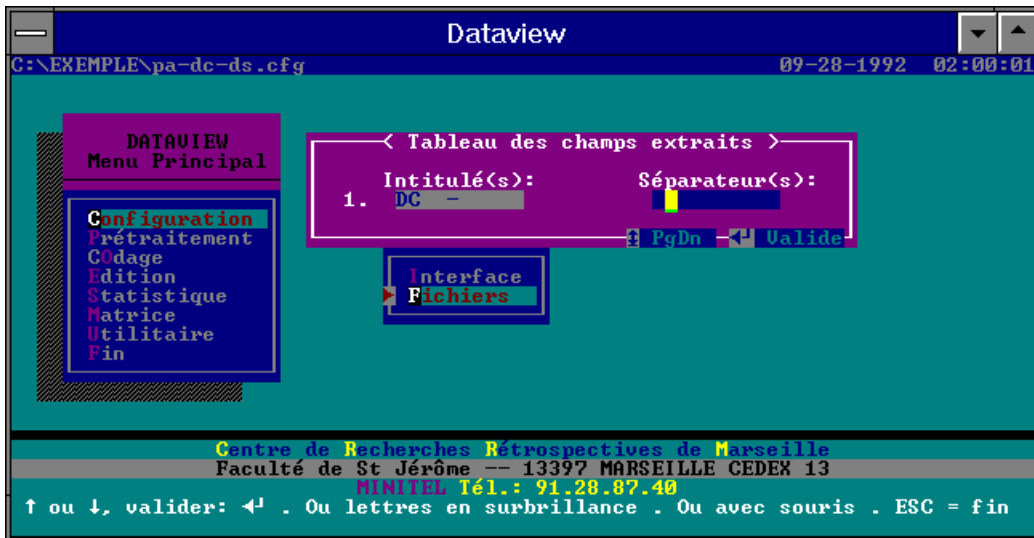 Dataview
C:\EXEMPLE\pa-dc-ds.cfg 09-28-1992 02:00:01
DATAVIEW
Menu Principal
Configuration
Prétraitement
COdage
Edition
Statistique
Matrice
Utilitaire
Fin
< Tableau des champs extraits >
Intitulé(s): Séparateur(s):
1. DC -
↕ PgDn ◄┘ Valide
Interface
► Fichiers
Centre de Recherches Rétrospectives de Marseille
Faculté de St Jérôme -- 13397 MARSEILLE CEDEX 13
MINITEL Tél.: 91.28.87.40
↑ ou ↓, valider: ◄┘ . Ou lettres en surbrillance . Ou avec souris . ESC = fin